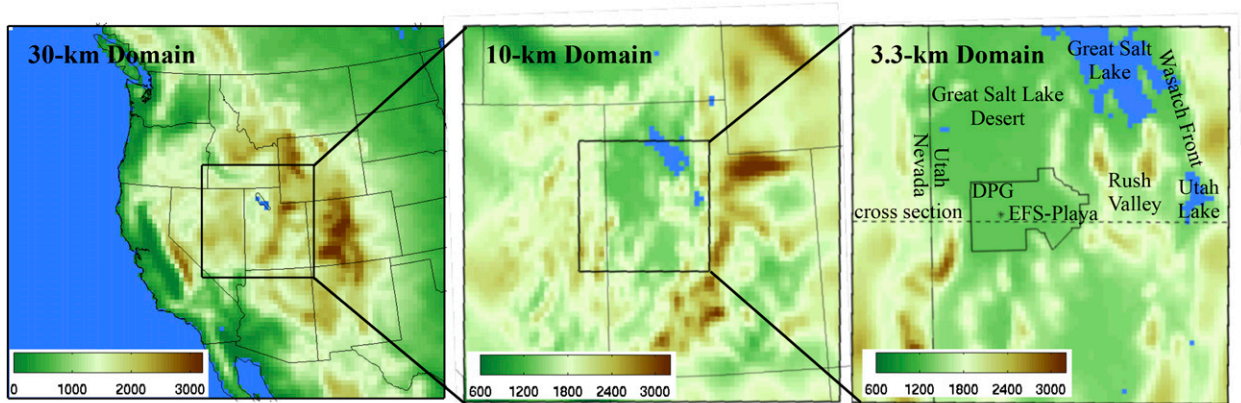 30-km Domain
0 1000 2000 3000
10-km Domain
600 1200 1800 2400 3000
3.3-km Domain
Great Salt
Lake
Wasatch Front
Great Salt Lake
Desert
Nevada
Utah
DPG
EFS-Playa
Rush
Valley
Utah
Lake
cross section
600 1200 1800 2400 3000